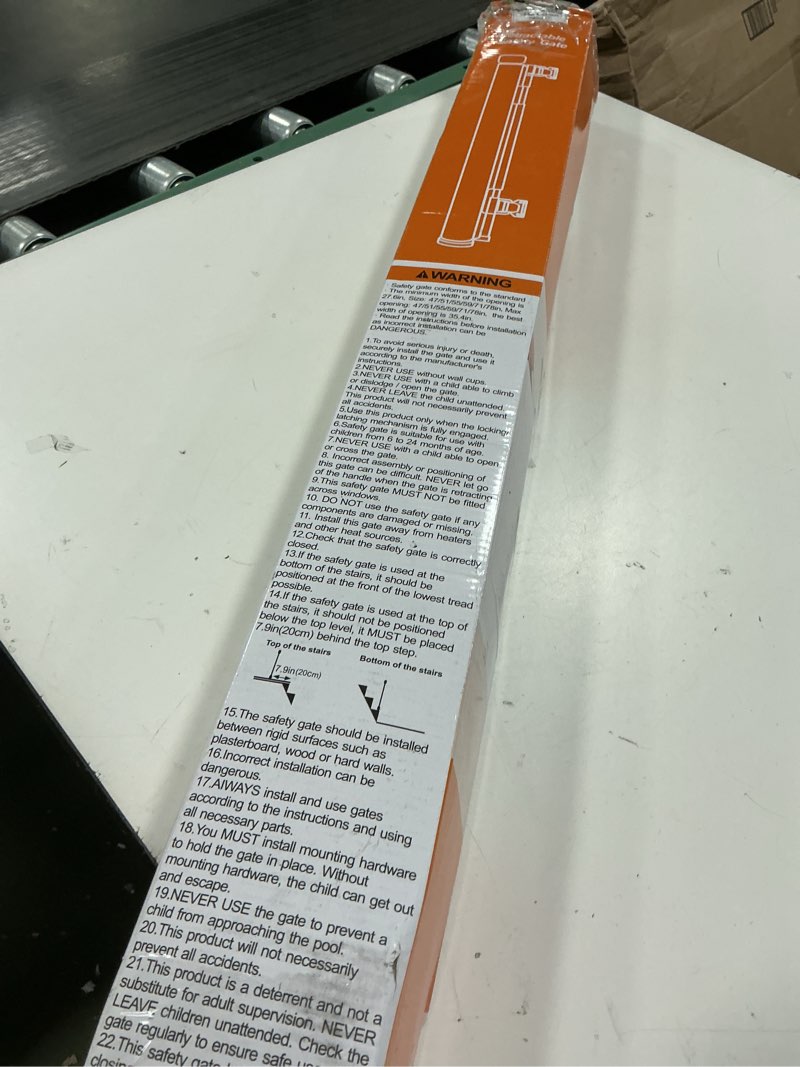 Retractable
Safety Gate
WARNING
Safety gate conforms to the standard
The minimum width of the opening is
27.6in, Size: 47/51/55/59/71/78in, Max
opening: 47/51/55/59/71/78in, the best
width of opening is 35.4in.
Read the instructions before installation
as incorrect installation can be
DANGEROUS.
1.To avoid serious injury or death,
securely install the gate and use it
according to the manufacturer's
instructions.
2.NEVER USE without wall cups.
3.NEVER USE with a child able to climb
or dislodge / open the gate.
4.NEVER LEAVE the child unattended.
This product will not necessarily prevent
all accidents.
5.Use this product only when the locking/
latching mechanism is fully engaged.
6.Safety gate is suitable for use with
children from 6 to 24 months of age.
7.NEVER USE with a child able to open
or cross the gate.
8. Incorrect assembly or positioning of
this gate can be difficult. NEVER let go
of the handle when the gate is retracting
9.This safety gate MUST NOT be fitted
across windows.
10. DO NOT use the safety gate if any
components are damaged or missing.
11. Install this gate away from heaters
and other heat sources.
12.Check that the safety gate is correctly
closed.
13.If the safety gate is used at the
bottom of the stairs, it should be
positioned at the front of the lowest tread
possible.
14.If the safety gate is used at the top of
the stairs, it should not be positioned
below the top level, it MUST be placed
7.9in(20cm) behind the top step.
Top of the stairs
Bottom of the stairs
7.9in(20cm)
15.The safety gate should be installed
between rigid surfaces such as
plasterboard, wood or hard walls.
16.Incorrect installation can be
dangerous.
17.AlWAYS install and use gates
according to the instructions and using
all necessary parts.
18.You MUST install mounting hardware
to hold the gate in place. Without
mounting hardware, the child can get out
and escape.
19.NEVER USE the gate to prevent a
child from approaching the pool.
20.This product will not necessarily
prevent all accidents.
21.This product is a deterrent and not a
substitute for adult supervision. NEVER
LEAVE children unattended. Check the
gate regularly to ensure safe
22.This safety gate